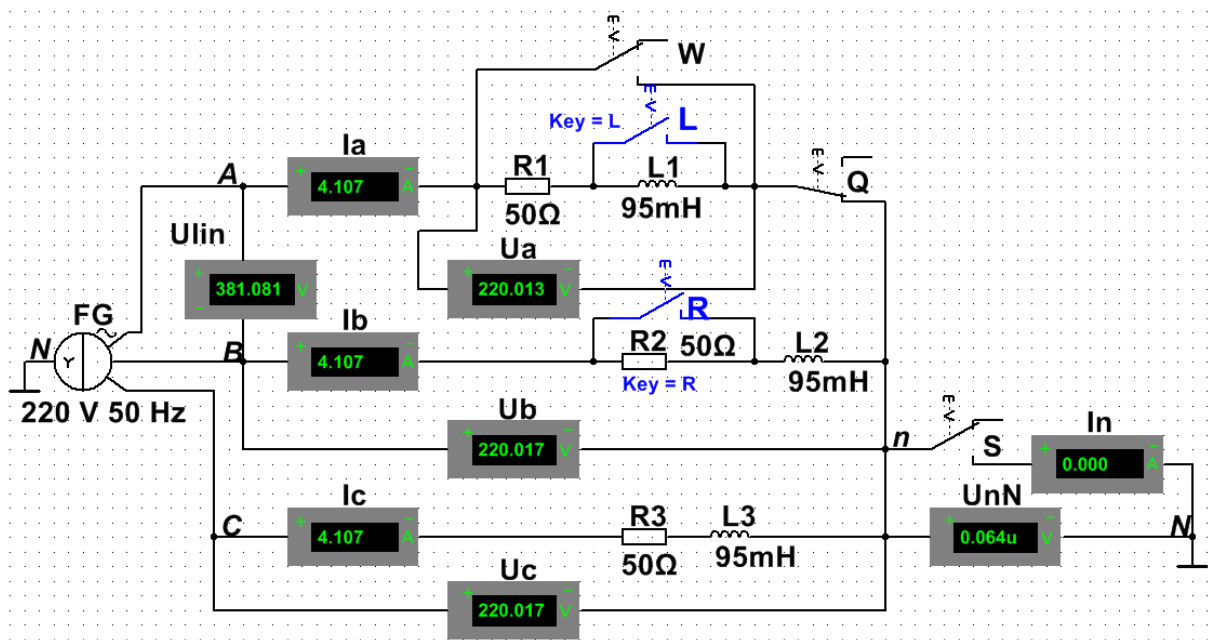 W
Key = L
L
Ia
+
-
4.107
A
R1
50Ω
L1
95mH
Q
A
Ulin
+
-
381.081
V
Ua
+
-
220.013
V
R
FG
N
Y
220 V 50 Hz
B
Ib
+
-
4.107
A
R2
50Ω
Key = R
L2
95mH
Ub
+
-
220.017
V
n
S
In
+
-
0.000
A
C
Ic
+
-
4.107
A
R3
50Ω
L3
95mH
UnN
+
-
0.064u
V
N
Uc
+
-
220.017
V